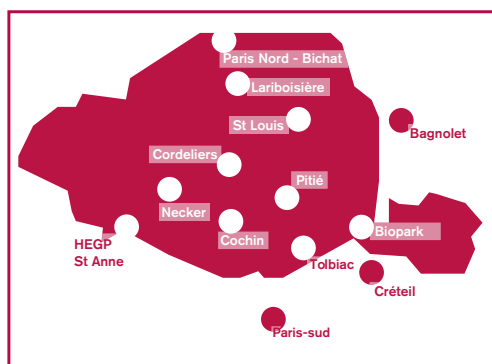 Paris Nord - Bichat
Lariboisière
St Louis
Bagnolet
Cordeliers
Pitié
Necker
Cochin
Biopark
HEGP
St Anne
Tolbiac
Créteil
Paris-sud